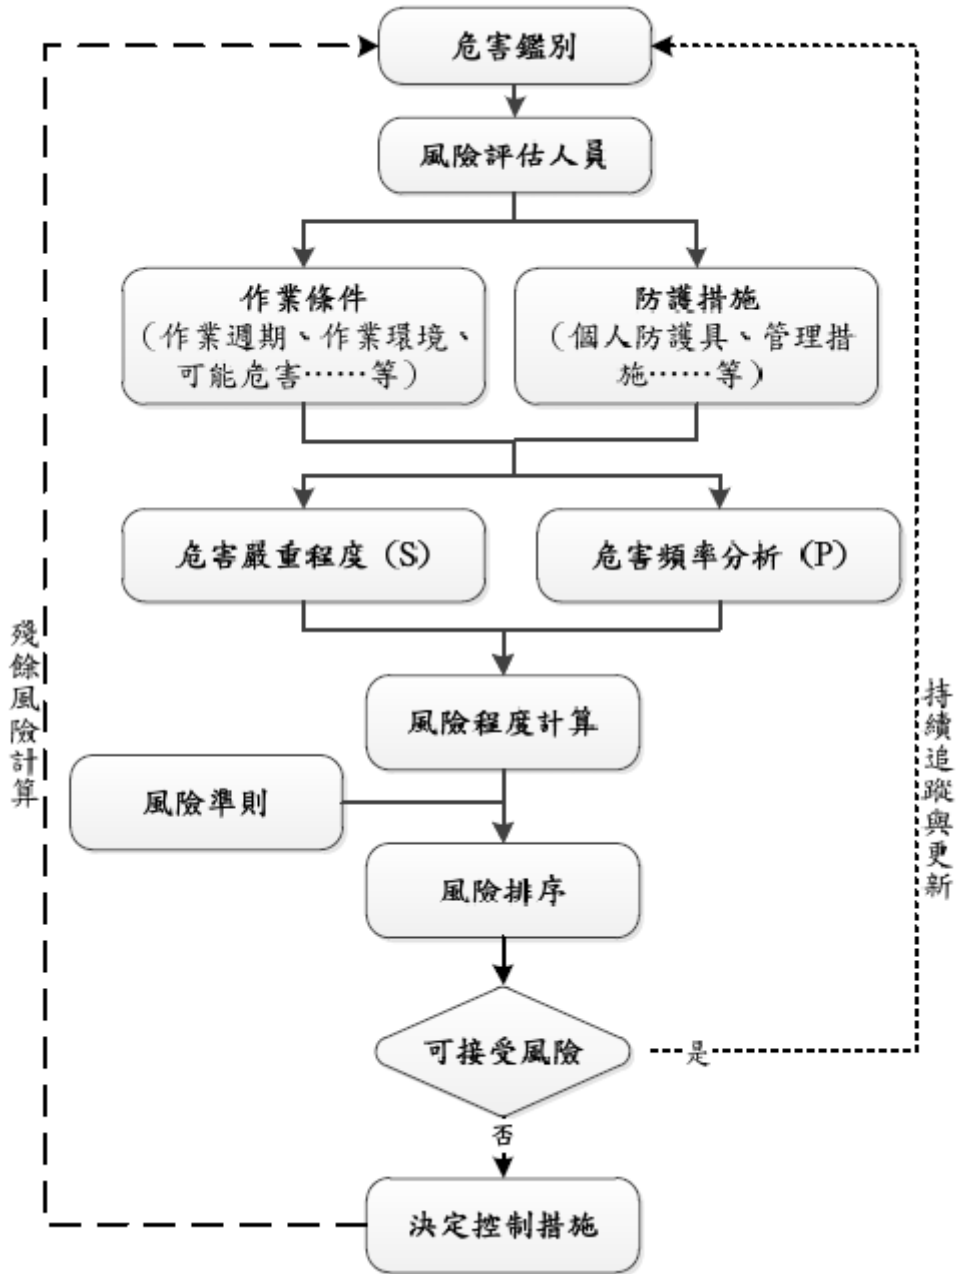 危害鑑別
風險評估人員
作業條件
（作業週期、作業環境、
可能危害……等）
防護措施
（個人防護具、管理措
施……等）
危害嚴重程度（S）
危害頻率分析（P）
風險程度計算
風險準則
風險排序
可接受風險
是
否
決定控制措施
殘餘風險計算
持續追蹤與更新